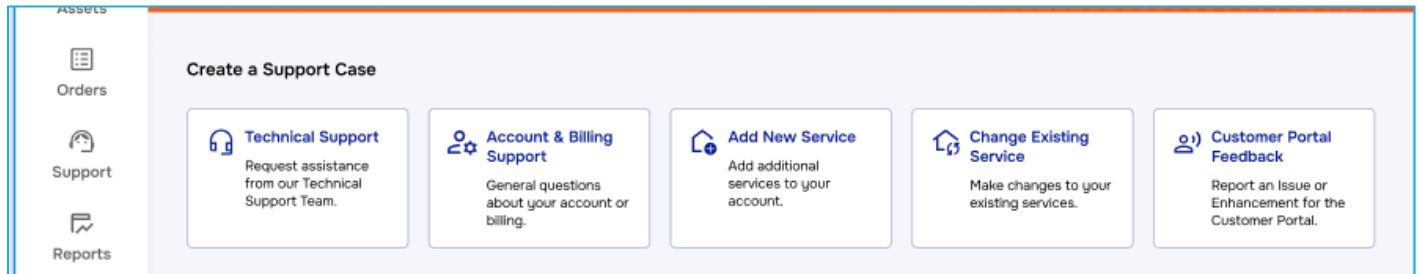 Assets
Orders
Support
Reports
Create a Support Case
Technical Support
Request assistance
from our Technical
Support Team.
Account & Billing
Support
General questions
about your account or
billing.
Add New Service
Add additional
services to your
account.
Change Existing
Service
Make changes to your
existing services.
Customer Portal
Feedback
Report an Issue or
Enhancement for the
Customer Portal.